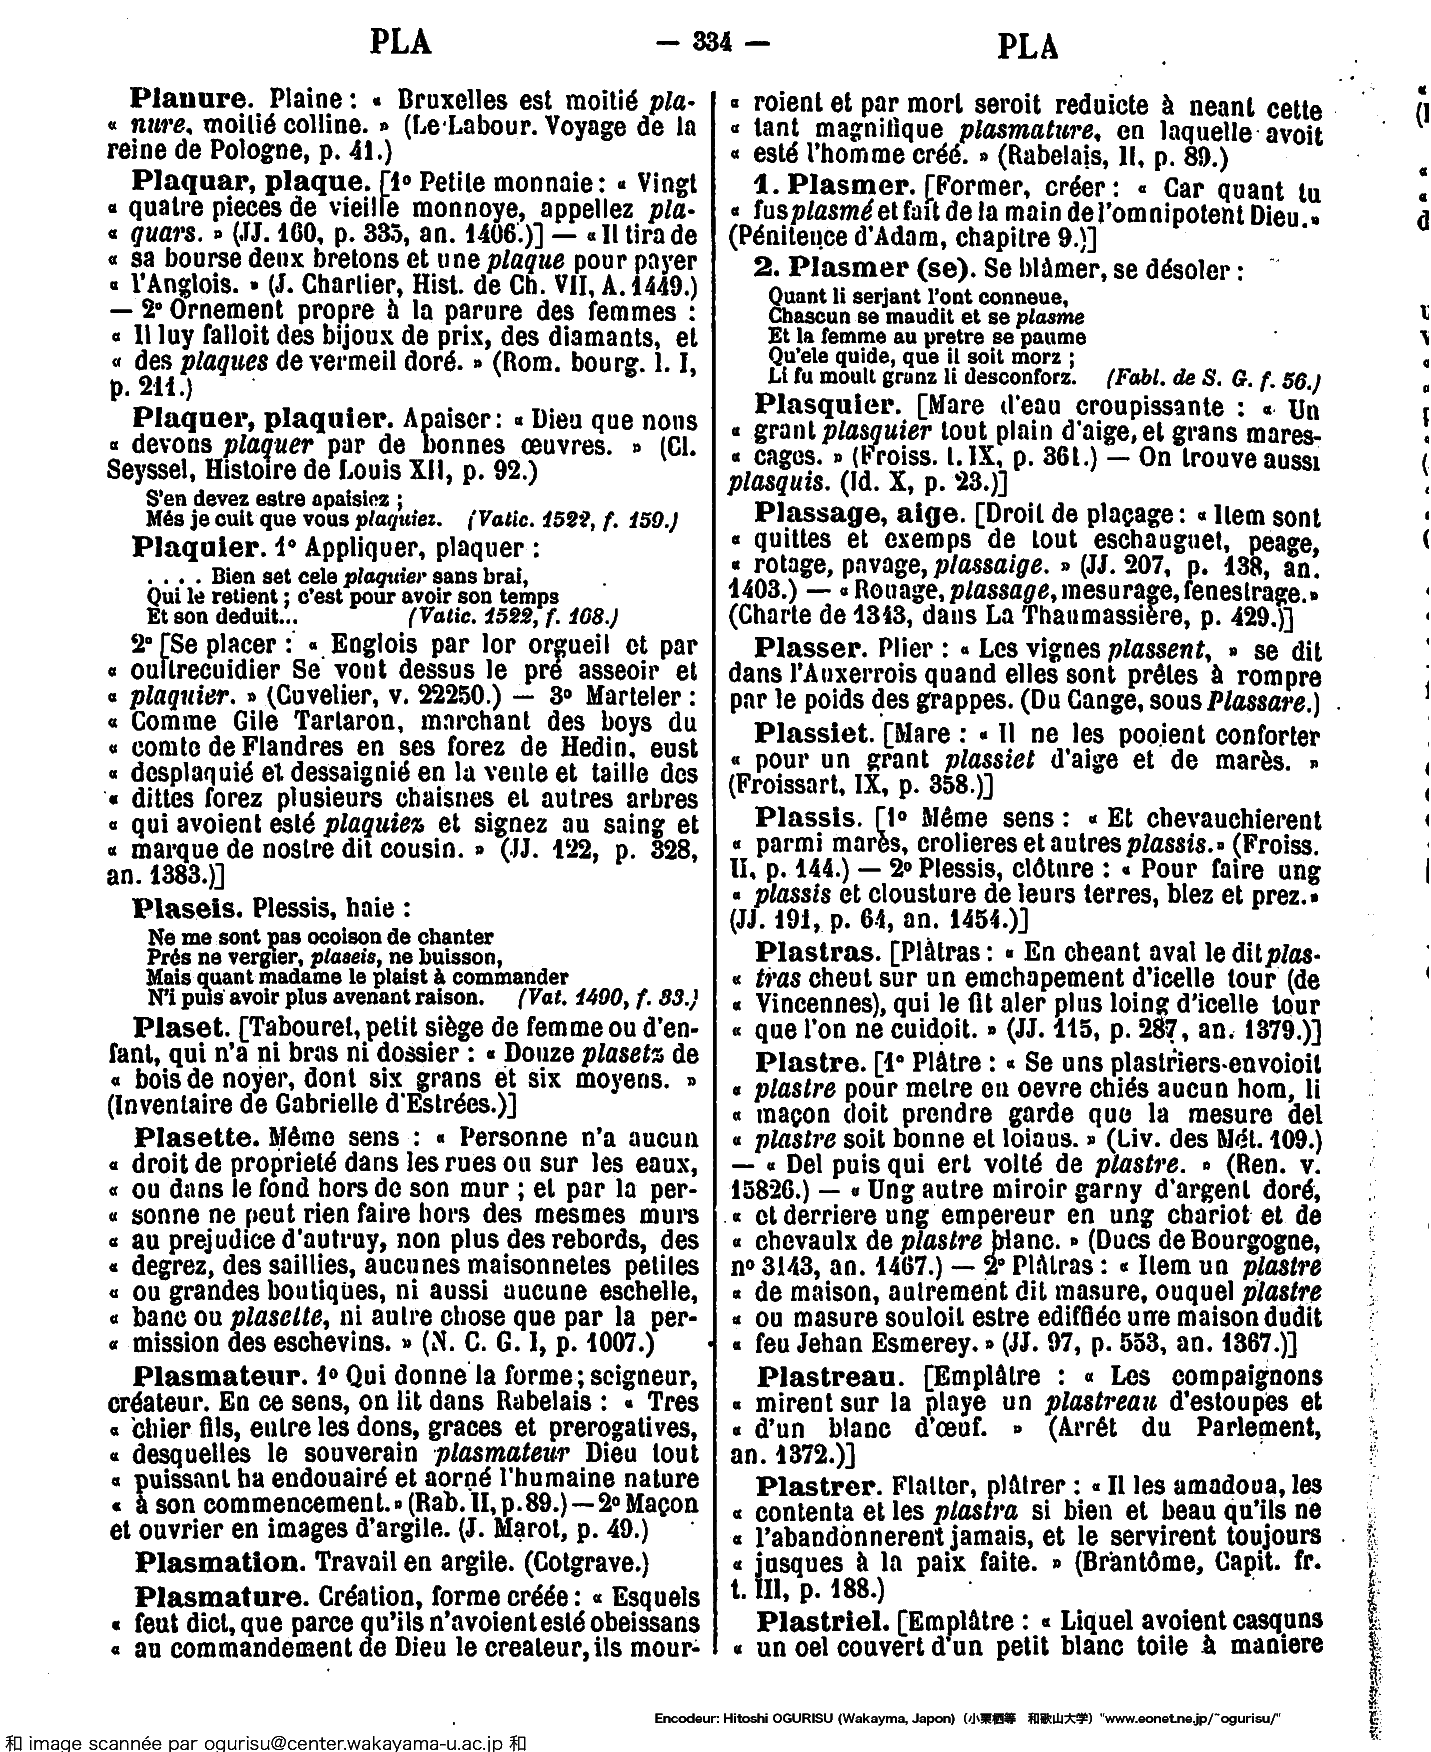 PLA
— 334 —
PLA
Planure. Plaine : « Bruxelles est moitié pla-
« nure, moitié colline. » (Le Labour. Voyage de la
reine de Pologne, p. 41.)
Plaquar, plaque. [1º Petite monnaie : « Vingt
« quatre pieces de vieille monnoye, appellez pla-
« quars. » (JJ. 160, p. 335, an. 1406.)] — « Il tira de
« sa bourse deux bretons et une plaque pour payer
« l'Anglois. » (J. Chartier, Hist. de Ch. VII, A. 1449.)
— 2º Ornement propre à la parure des femmes :
« Il luy falloit des bijoux de prix, des diamants, et
« des plaques de vermeil doré. » (Rom. bourg. l. I,
p. 211.)
Plaquer, plaquier. Apaiser : « Dieu que nous
« devons plaquer par de bonnes œuvres. » (Cl.
Seyssel, Histoire de Louis XII, p. 92.)
S'en devez estre apaisiez ;
Més je cuit que vous plaquiez. (Vatic. 1522, f. 159.)
Plaquier. 1º Appliquer, plaquer :
. . . . Bien set cele plaquier sans brai,
Qui le retient ; c'est pour avoir son temps
Et son deduit... (Vatic. 1522, f. 168.)
2º [Se placer : « Englois par lor orgueil et par
« oultrecuidier Se vont dessus le pré asseoir et
« plaquier. » (Cuvelier, v. 22250.) — 3º Marteler :
« Comme Gile Tartaron, marchant des boys du
« comte de Flandres en ses forez de Hedin, eust
« desplaquié et dessaignié en la vente et taille des
« dittes forez plusieurs chaisnes et autres arbres
« qui avoient esté plaquiez et signez au saing et
« marque de nostre dit cousin. » (JJ. 122, p. 328,
an. 1383.)]
Plaseis. Plessis, haie :
Ne me sont pas ocoison de chanter
Prés ne vergier, plaseis, ne buisson,
Mais quant madame le plaist à commander
N'i puis avoir plus avenant raison. (Vat. 1490, f. 33.)
Plaset. [Tabouret, petit siège de femme ou d'en-
fant, qui n'a ni bras ni dossier : « Douze plasetz de
« bois de noyer, dont six grans et six moyens. »
(Inventaire de Gabrielle d'Estrées.)]
Plasette. Même sens : « Personne n'a aucun
« droit de proprieté dans les rues ou sur les eaux,
« ou dans le fond hors de son mur ; et par la per-
« sonne ne peut rien faire hors des mesmes murs
« au prejudice d'autruy, non plus des rebords, des
« degrez, des saillies, aucunes maisonnetes petites
« ou grandes boutiques, ni aussi aucune eschelle,
« banc ou plasette, ni autre chose que par la per-
« mission des eschevins. » (N. C. G. I, p. 1007.)
Plasmateur. 1º Qui donne la forme ; seigneur,
créateur. En ce sens, on lit dans Rabelais : « Tres
« chier fils, entre les dons, graces et prerogatives,
« desquelles le souverain plasmateur Dieu tout
« puissant ha endouairé et aorné l'humaine nature
« à son commencement. » (Rab. II, p. 89.) — 2º Maçon
et ouvrier en images d'argile. (J. Marot, p. 49.)
Plasmation. Travail en argile. (Cotgrave.)
Plasmature. Création, forme créée : « Esquels
« feut dict, que parce qu'ils n'avoient esté obeissans
« au commandement de Dieu le createur, ils mour-
« roient et par mort seroit reduicte à neant cette
« tant magnifique plasmature, en laquelle avoit
« esté l'homme créé. » (Rabelais, II, p. 89.)
1. Plasmer. [Former, créer : « Car quant tu
« fus plasmé et fait de la main de l'omnipotent Dieu. »
(Pénitence d'Adam, chapitre 9.)]
2. Plasmer (se). Se blâmer, se désoler :
Quant li serjant l'ont conneue,
Chascun se maudit et se plasme
Et la femme au pretre se paume
Qu'ele quide, que il soit morz ;
Li fu moult granz li desconforz. (Fabl. de S. G. f. 56.)
Plasquier. [Mare d'eau croupissante : « Un
« grant plasquier tout plain d'aige, et grans mares-
« cages. » (Froiss. t. IX, p. 361.) — On trouve aussi
plasquis. (Id. X, p. 23.)]
Plassage, aige. [Droit de plaçage : « Item sont
« quittes et exemps de tout eschauguet, peage,
« rotage, pavage, plassaige. » (JJ. 207, p. 138, an.
1403.) — « Rouage, plassage, mesurage, fenestrage. »
(Charte de 1343, dans La Thaumassière, p. 429.)]
Plasser. Plier : « Les vignes plassent, » se dit
dans l'Auxerrois quand elles sont prêtes à rompre
par le poids des grappes. (Du Cange, sous Plassare.)
Plassiet. [Mare : « Il ne les pooient conforter
« pour un grant plassiet d'aige et de marès. »
(Froissart, IX, p. 358.)]
Plassis. [1º Même sens : « Et chevauchierent
« parmi marès, crolieres et autres plassis. » (Froiss.
II, p. 144.) — 2º Plessis, clôture : « Pour faire ung
« plassis et clousture de leurs terres, blez et prez. »
(JJ. 191, p. 64, an. 1454.)]
Plastras. [Plâtras : « En cheant aval le dit plas-
« tras cheut sur un emchapement d'icelle tour (de
« Vincennes), qui le fit aler plus loing d'icelle tour
« que l'on ne cuidoit. » (JJ. 115, p. 287, an. 1379.)]
Plastre. [1º Plâtre : « Se uns plastriers envoioit
« plastre pour metre en oevre chiés aucun hom, li
« maçon doit prendre garde que la mesure del
« plastre soit bonne et loiaus. » (Liv. des Mét. 109.)
— « Del puis qui ert volté de plastre. » (Ren. v.
15826.) — « Ung autre miroir garny d'argent doré,
« et derriere ung empereur en ung chariot et de
« chevaulx de plastre blanc. » (Ducs de Bourgogne,
nº 3143, an. 1467.) — 2º Plâtras : « Item un plastre
« de maison, autrement dit masure, ouquel plastre
« ou masure souloit estre edifliée une maison dudit
« feu Jehan Esmerey. » (JJ. 97, p. 553, an. 1367.)]
Plastreau. [Emplâtre : « Les compaignons
« mirent sur la playe un plastreau d'estoupes et
« d'un blanc d'œuf. » (Arrêt du Parlement,
an. 1372.)]
Plastrer. Flatter, plâtrer : « Il les amadoua, les
« contenta et les plastra si bien et beau qu'ils ne
« l'abandonnerent jamais, et le servirent toujours
« jusques à la paix faite. » (Brantôme, Capit. fr.
t. III, p. 188.)
Plastriel. [Emplâtre : « Liquel avoient casquns
« un oel couvert d'un petit blanc toile à maniere
Encodeur: Hitoshi OGURISU (Wakayma, Japon) (小栗栖等 和歌山大学) "www.eonet.ne.jp/~ogurisu/"
和 image scannée par ogurisu@center.wakayama-u.ac.jp 和